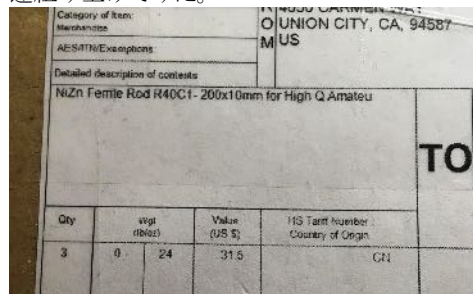 Category of Item:
Merchandise
AES/ITN/Exemptions:
Detailed description of contents
NiZn Ferrite Rod R40C1- 200x10mm for High Q Amateu
R
O
M
UNION CITY, CA, 94587
US
TO
Qty
Wgt
(lb/oz)
Value
(US $)
HS Tariff Number :
Country of Origin
3 0 24 31.5 CN